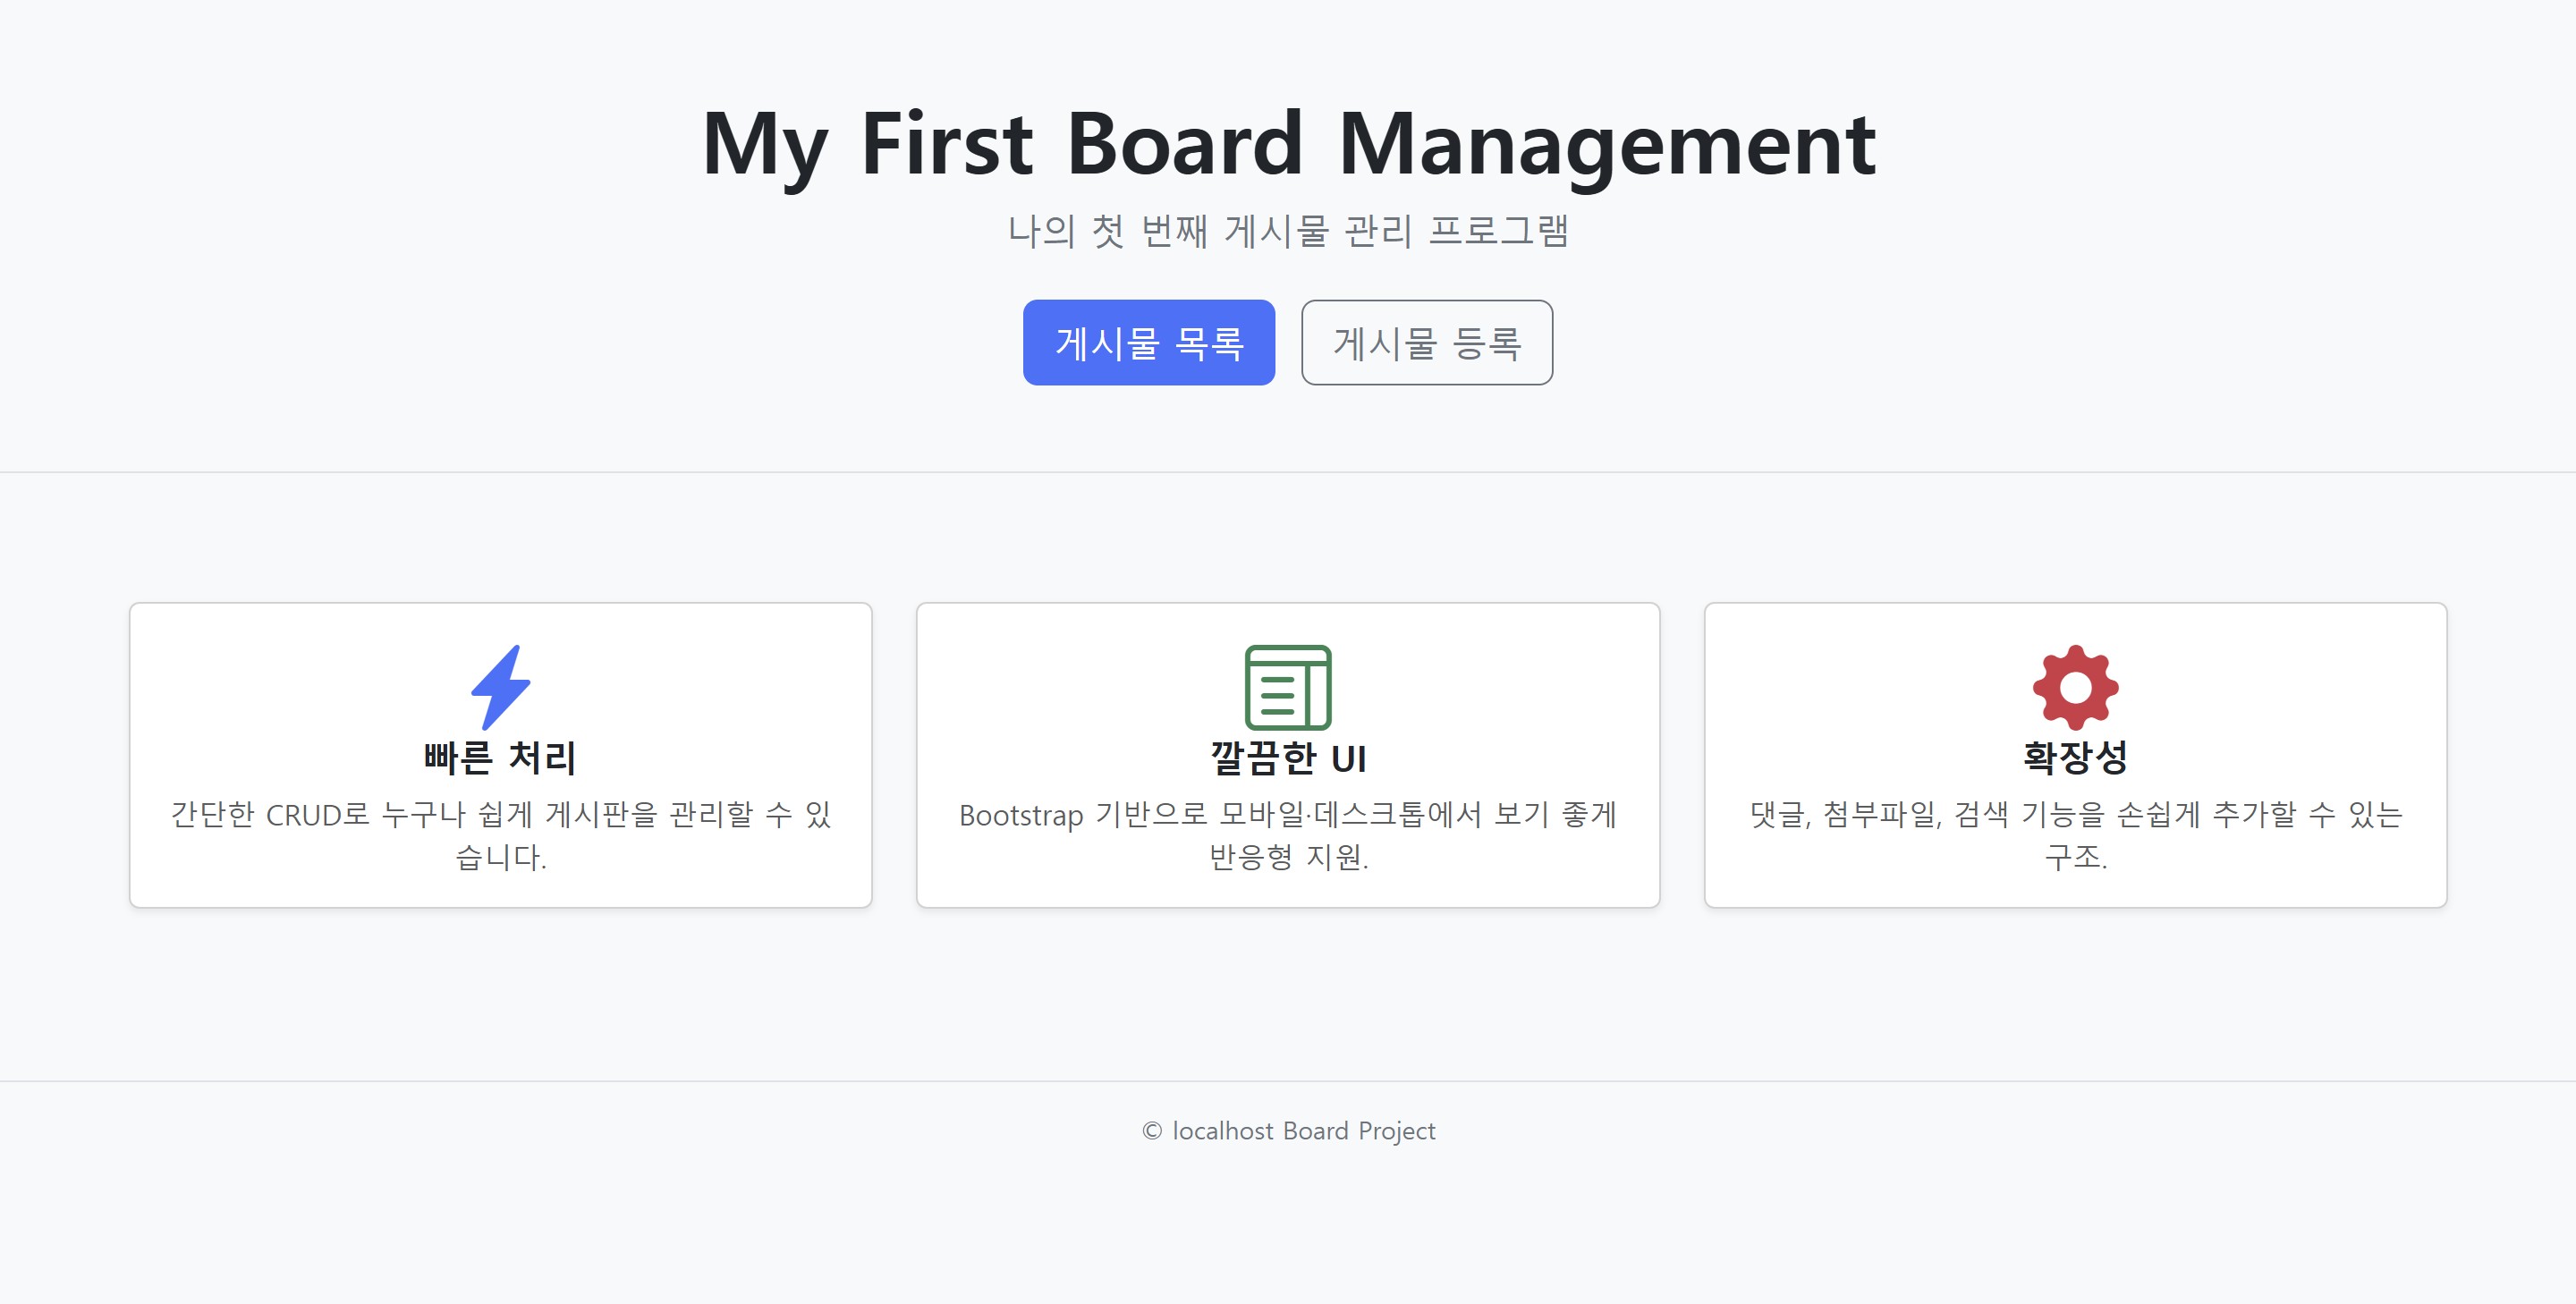 My First Board Management
나의 첫 번째 게시물 관리 프로그램
게시물 목록
게시물 등록
빠른 처리
간단한 CRUD로 누구나 쉽게 게시판을 관리할 수 있
습니다.
깔끔한 UI
Bootstrap 기반으로 모바일·데스크톱에서 보기 좋게
반응형 지원.
확장성
댓글, 첨부파일, 검색 기능을 손쉽게 추가할 수 있는
구조.
© localhost Board Project